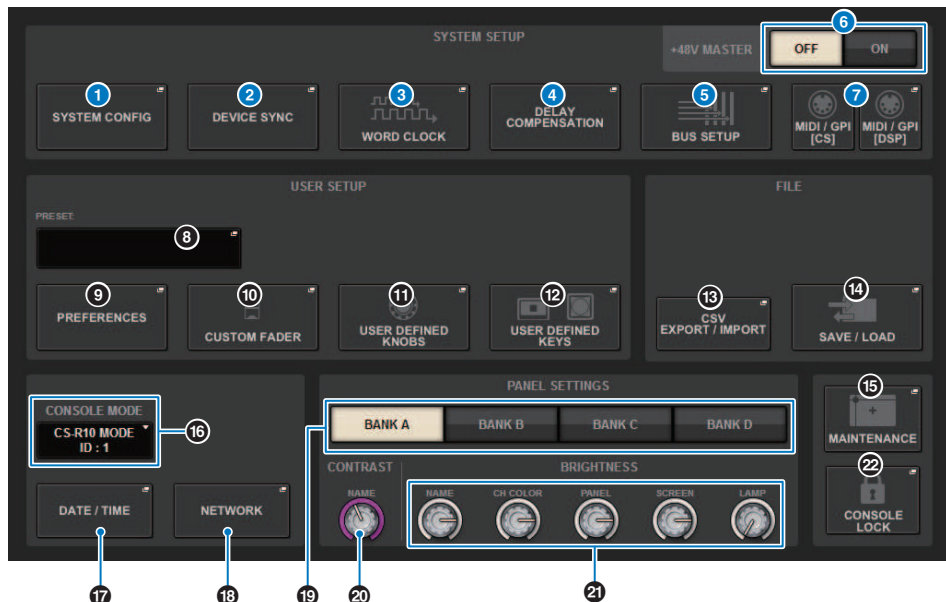 SYSTEM SETUP
+48V MASTER
OFF
ON
6
1
SYSTEM CONFIG
2
DEVICE SYNC
3
WORD CLOCK
4
DELAY
COMPENSATION
5
BUS SETUP
7
MIDI / GPI
[CS]
MIDI / GPI
[DSP]
USER SETUP
PRESET:
8
9
PREFERENCES
10
CUSTOM FADER
11
USER DEFINED
KNOBS
12
USER DEFINED
KEYS
FILE
13
CSV
EXPORT / IMPORT
14
SAVE / LOAD
CONSOLE MODE
CS-R10 MODE
ID : 1
16
DATE / TIME
NETWORK
17
18
PANEL SETTINGS
BANK A
BANK B
BANK C
BANK D
CONTRAST
BRIGHTNESS
NAME
NAME
CH COLOR
PANEL
SCREEN
LAMP
19
20
21
15
MAINTENANCE
22
CONSOLE
LOCK